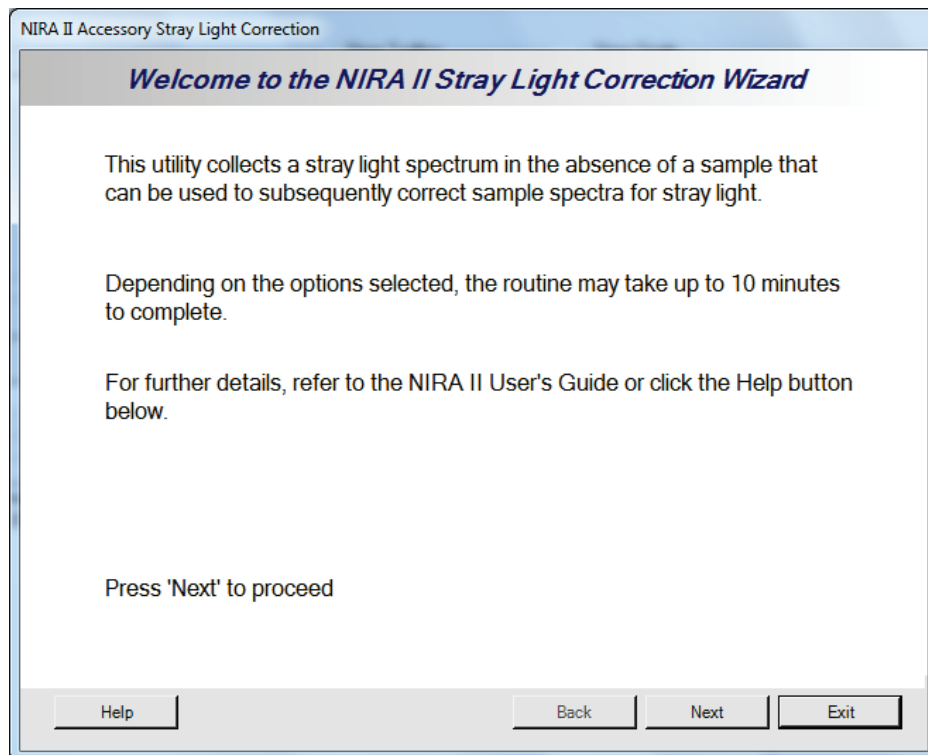 NIRA II Accessory Stray Light Correction
Welcome to the NIRA II Stray Light Correction Wizard
This utility collects a stray light spectrum in the absence of a sample that
can be used to subsequently correct sample spectra for stray light.
Depending on the options selected, the routine may take up to 10 minutes
to complete.
For further details, refer to the NIRA II User's Guide or click the Help button
below.
Press 'Next' to proceed
Help Back Next Exit